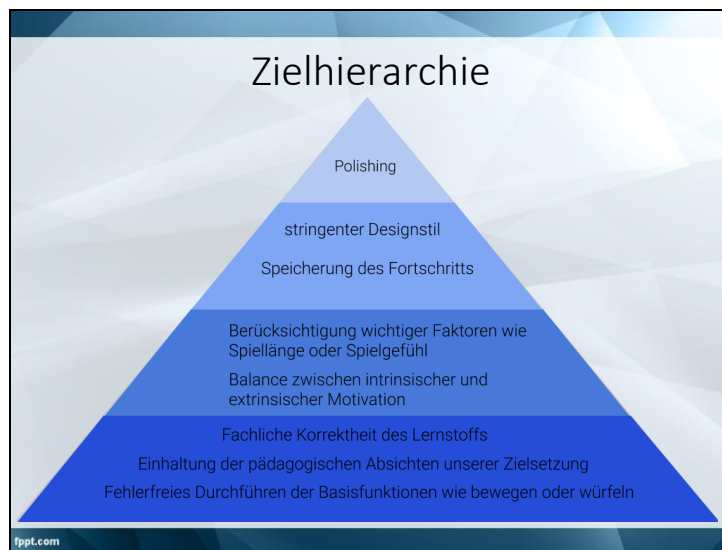 Zielhierarchie
Polishing
stringenter Designstil
Speicherung des Fortschritts
Berücksichtigung wichtiger Faktoren wie
Spiellänge oder Spielgefühl
Balance zwischen intrinsischer und
extrinsischer Motivation
Fachliche Korrektheit des Lernstoffs
Einhaltung der pädagogischen Absichten unserer Zielsetzung
Fehlerfreies Durchführen der Basisfunktionen wie bewegen oder würfeln
fppt.com